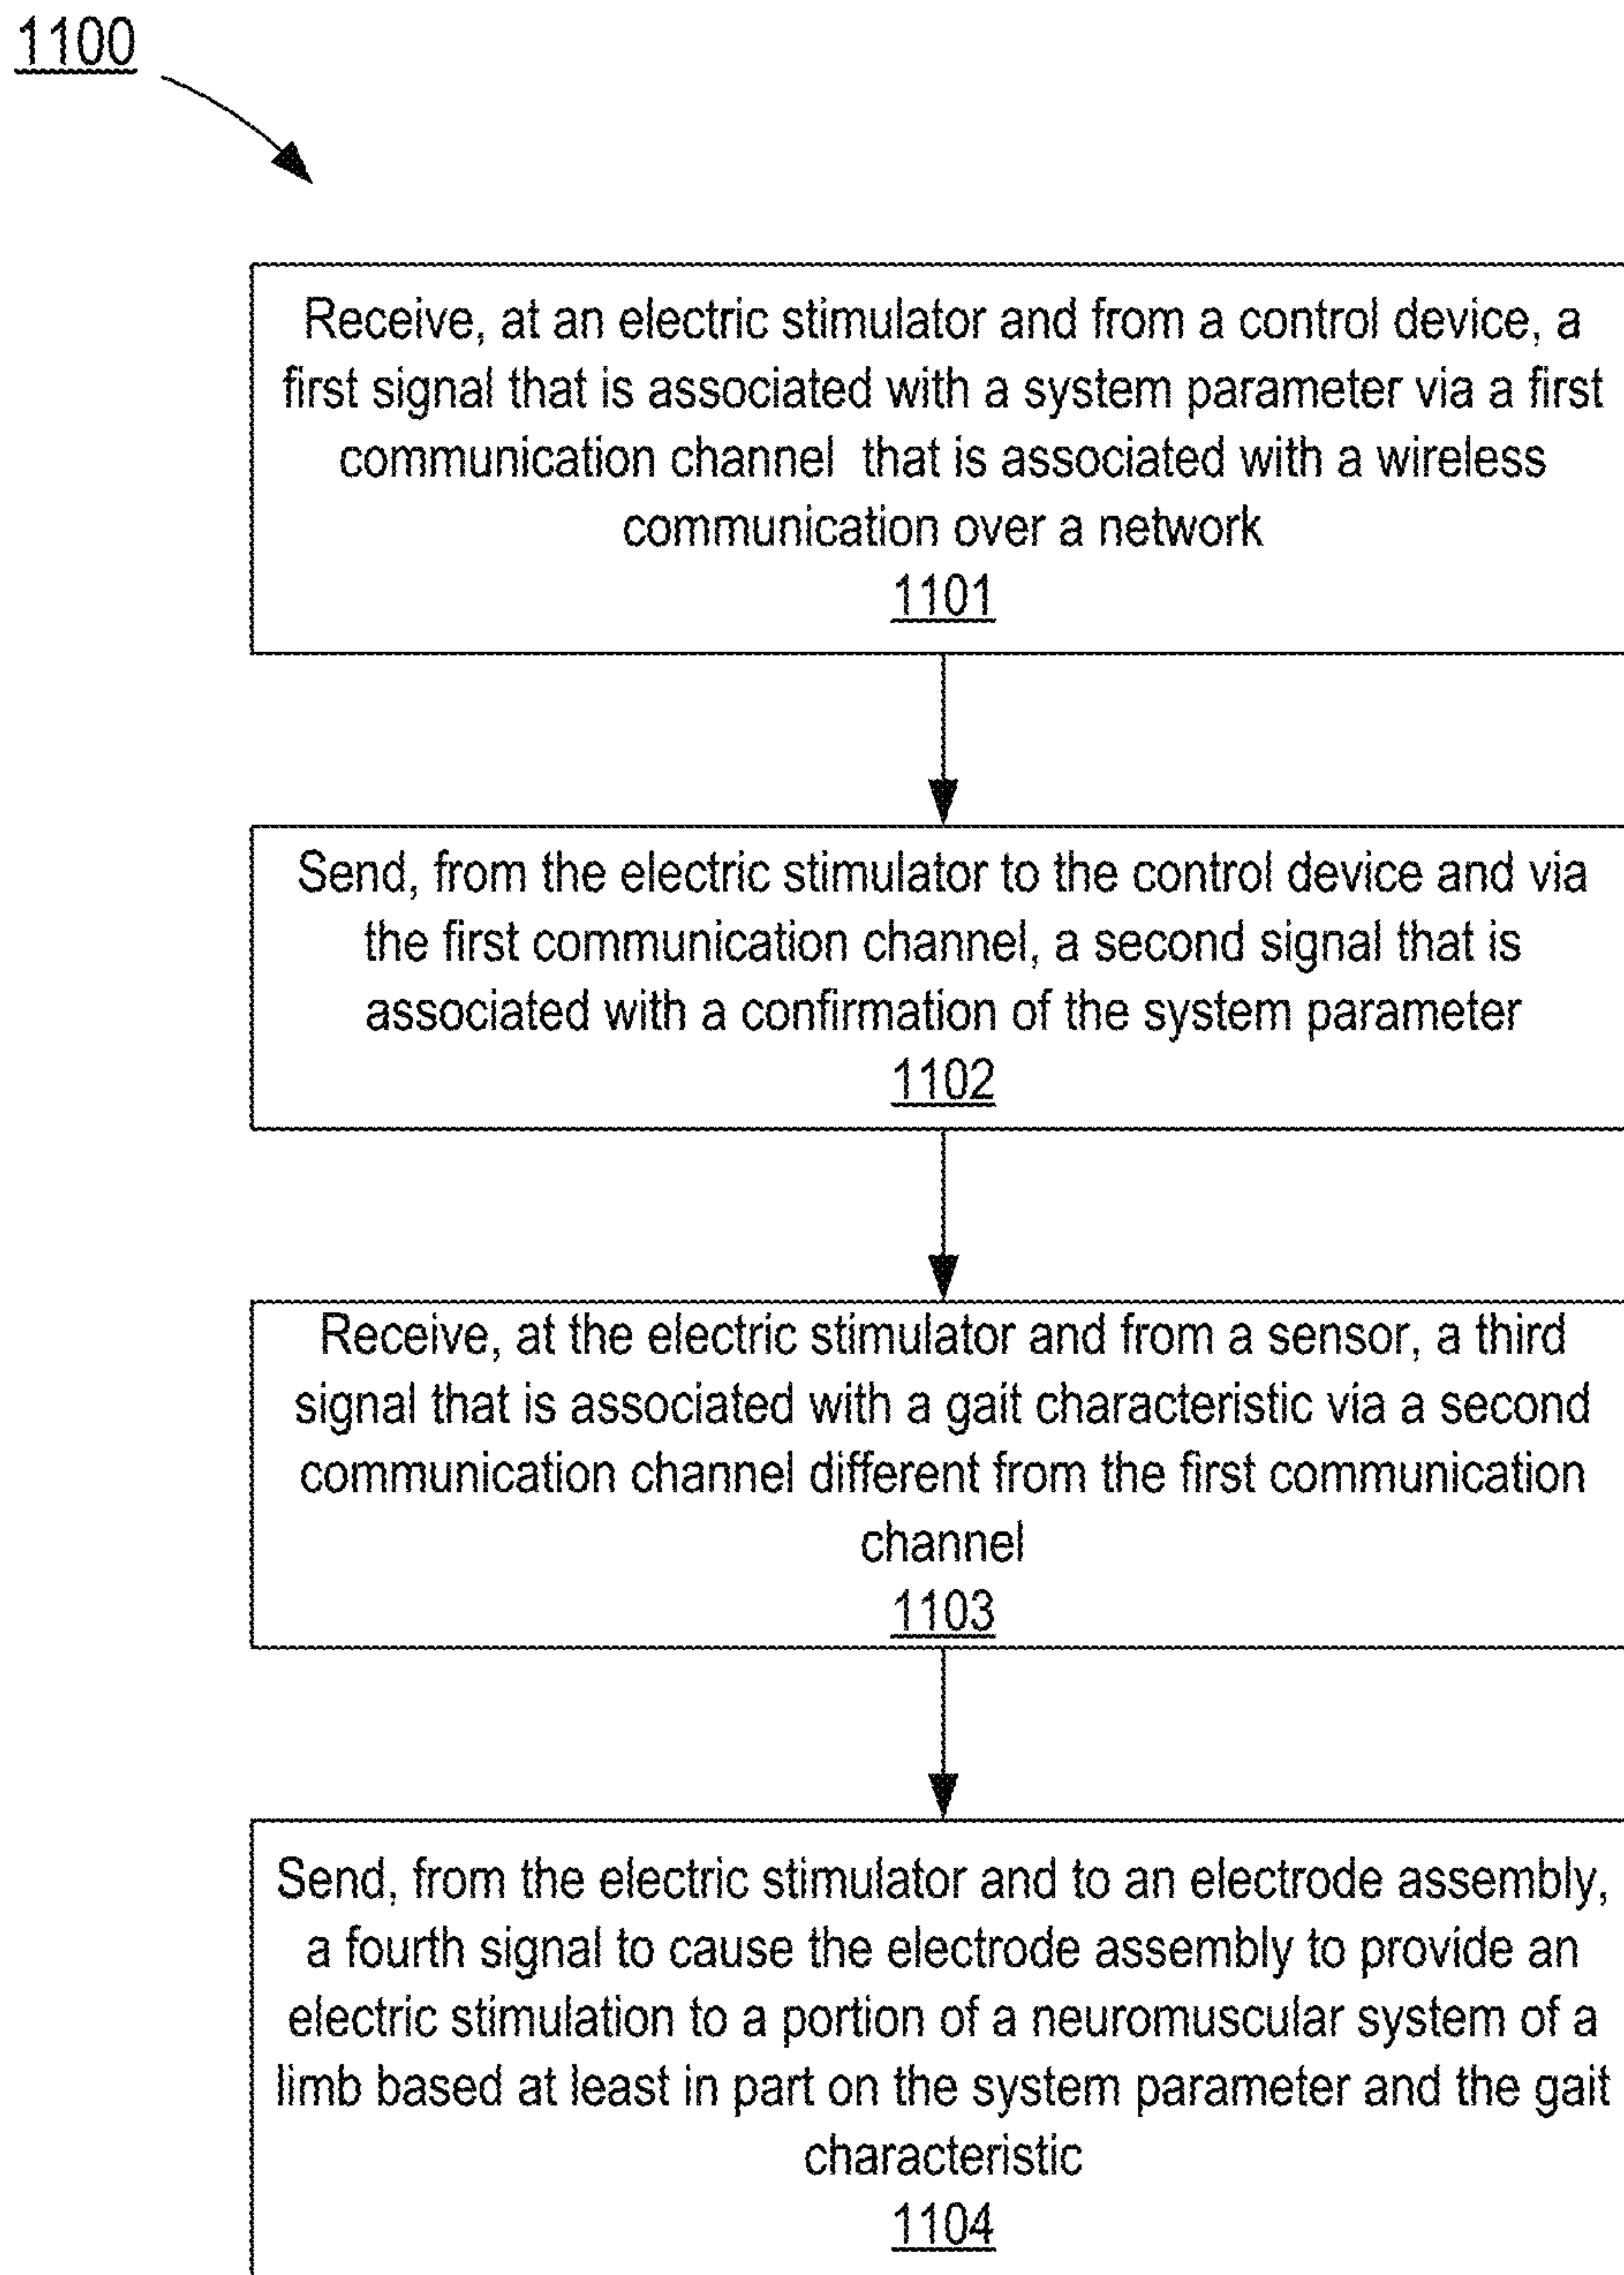 1100
Receive, at an electric stimulator and from a control device, a
first signal that is associated with a system parameter via a first
communication channel that is associated with a wireless
communication over a network
1101
Send, from the electric stimulator to the control device and via
the first communication channel, a second signal that is
associated with a confirmation of the system parameter
1102
Receive, at the electric stimulator and from a sensor, a third
signal that is associated with a gait characteristic via a second
communication channel different from the first communication
channel
1103
Send, from the electric stimulator and to an electrode assembly,
a fourth signal to cause the electrode assembly to provide an
electric stimulation to a portion of a neuromuscular system of a
limb based at least in part on the system parameter and the gait
characteristic
1104